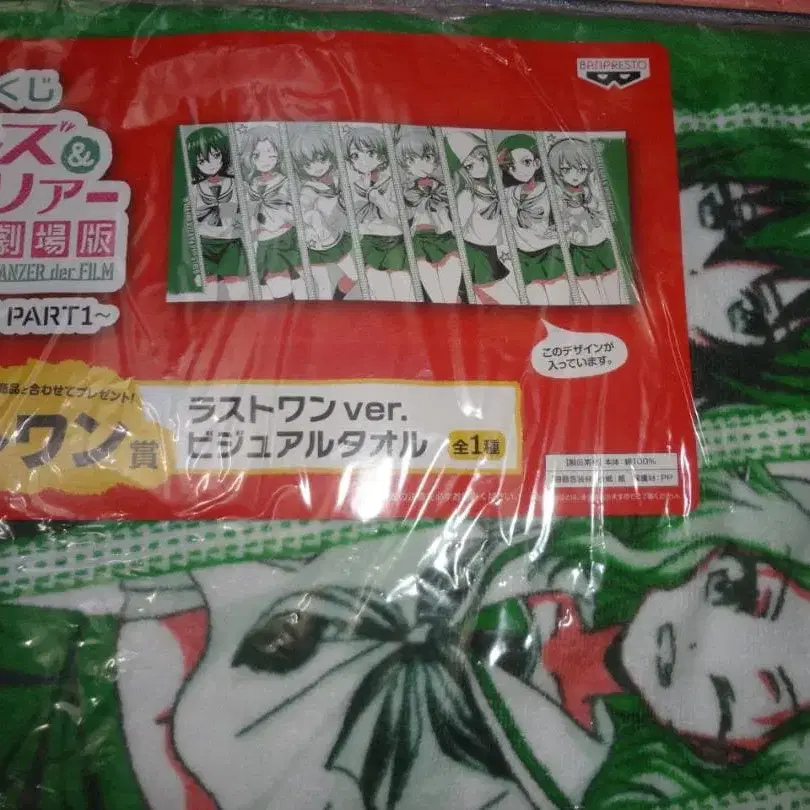 BANPRESTO
くじ
ズ&
リアー
劇場版
ANZER der FILM
PART1～
このデザインが
入っています。
商品と合わせてプレゼント!
ワン賞
ラストワンver.
ビジュアルタオル 全1種